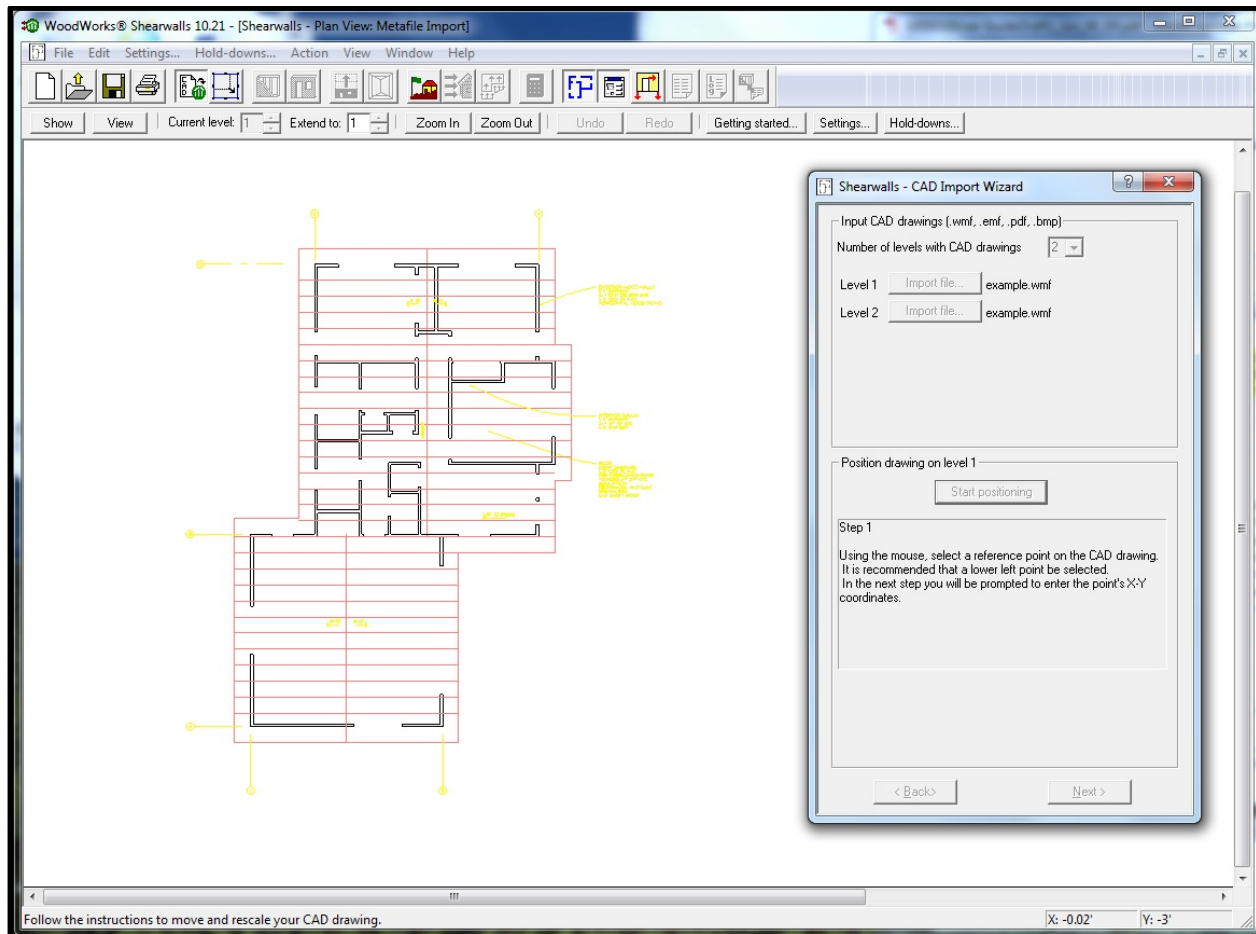 WoodWorks® Shearwalls 10.21 - [Shearwalls - Plan View: Metafile Import]
File Edit Settings... Hold-downs... Action View Window Help
Show View Current level: 1 Extend to: 1 Zoom In Zoom Out Undo Redo Getting started... Settings... Hold-downs...
Shearwalls - CAD Import Wizard
Input CAD drawings (.wmf, .emf, .pdf, .bmp)
Number of levels with CAD drawings 2
Level 1 Import file... example.wmf
Level 2 Import file... example.wmf
Position drawing on level 1
Start positioning
Step 1
Using the mouse, select a reference point on the CAD drawing.
It is recommended that a lower left point be selected.
In the next step you will be prompted to enter the point's X-Y
coordinates.
< Back> Next >
Follow the instructions to move and rescale your CAD drawing. X: -0.02' Y: -3'